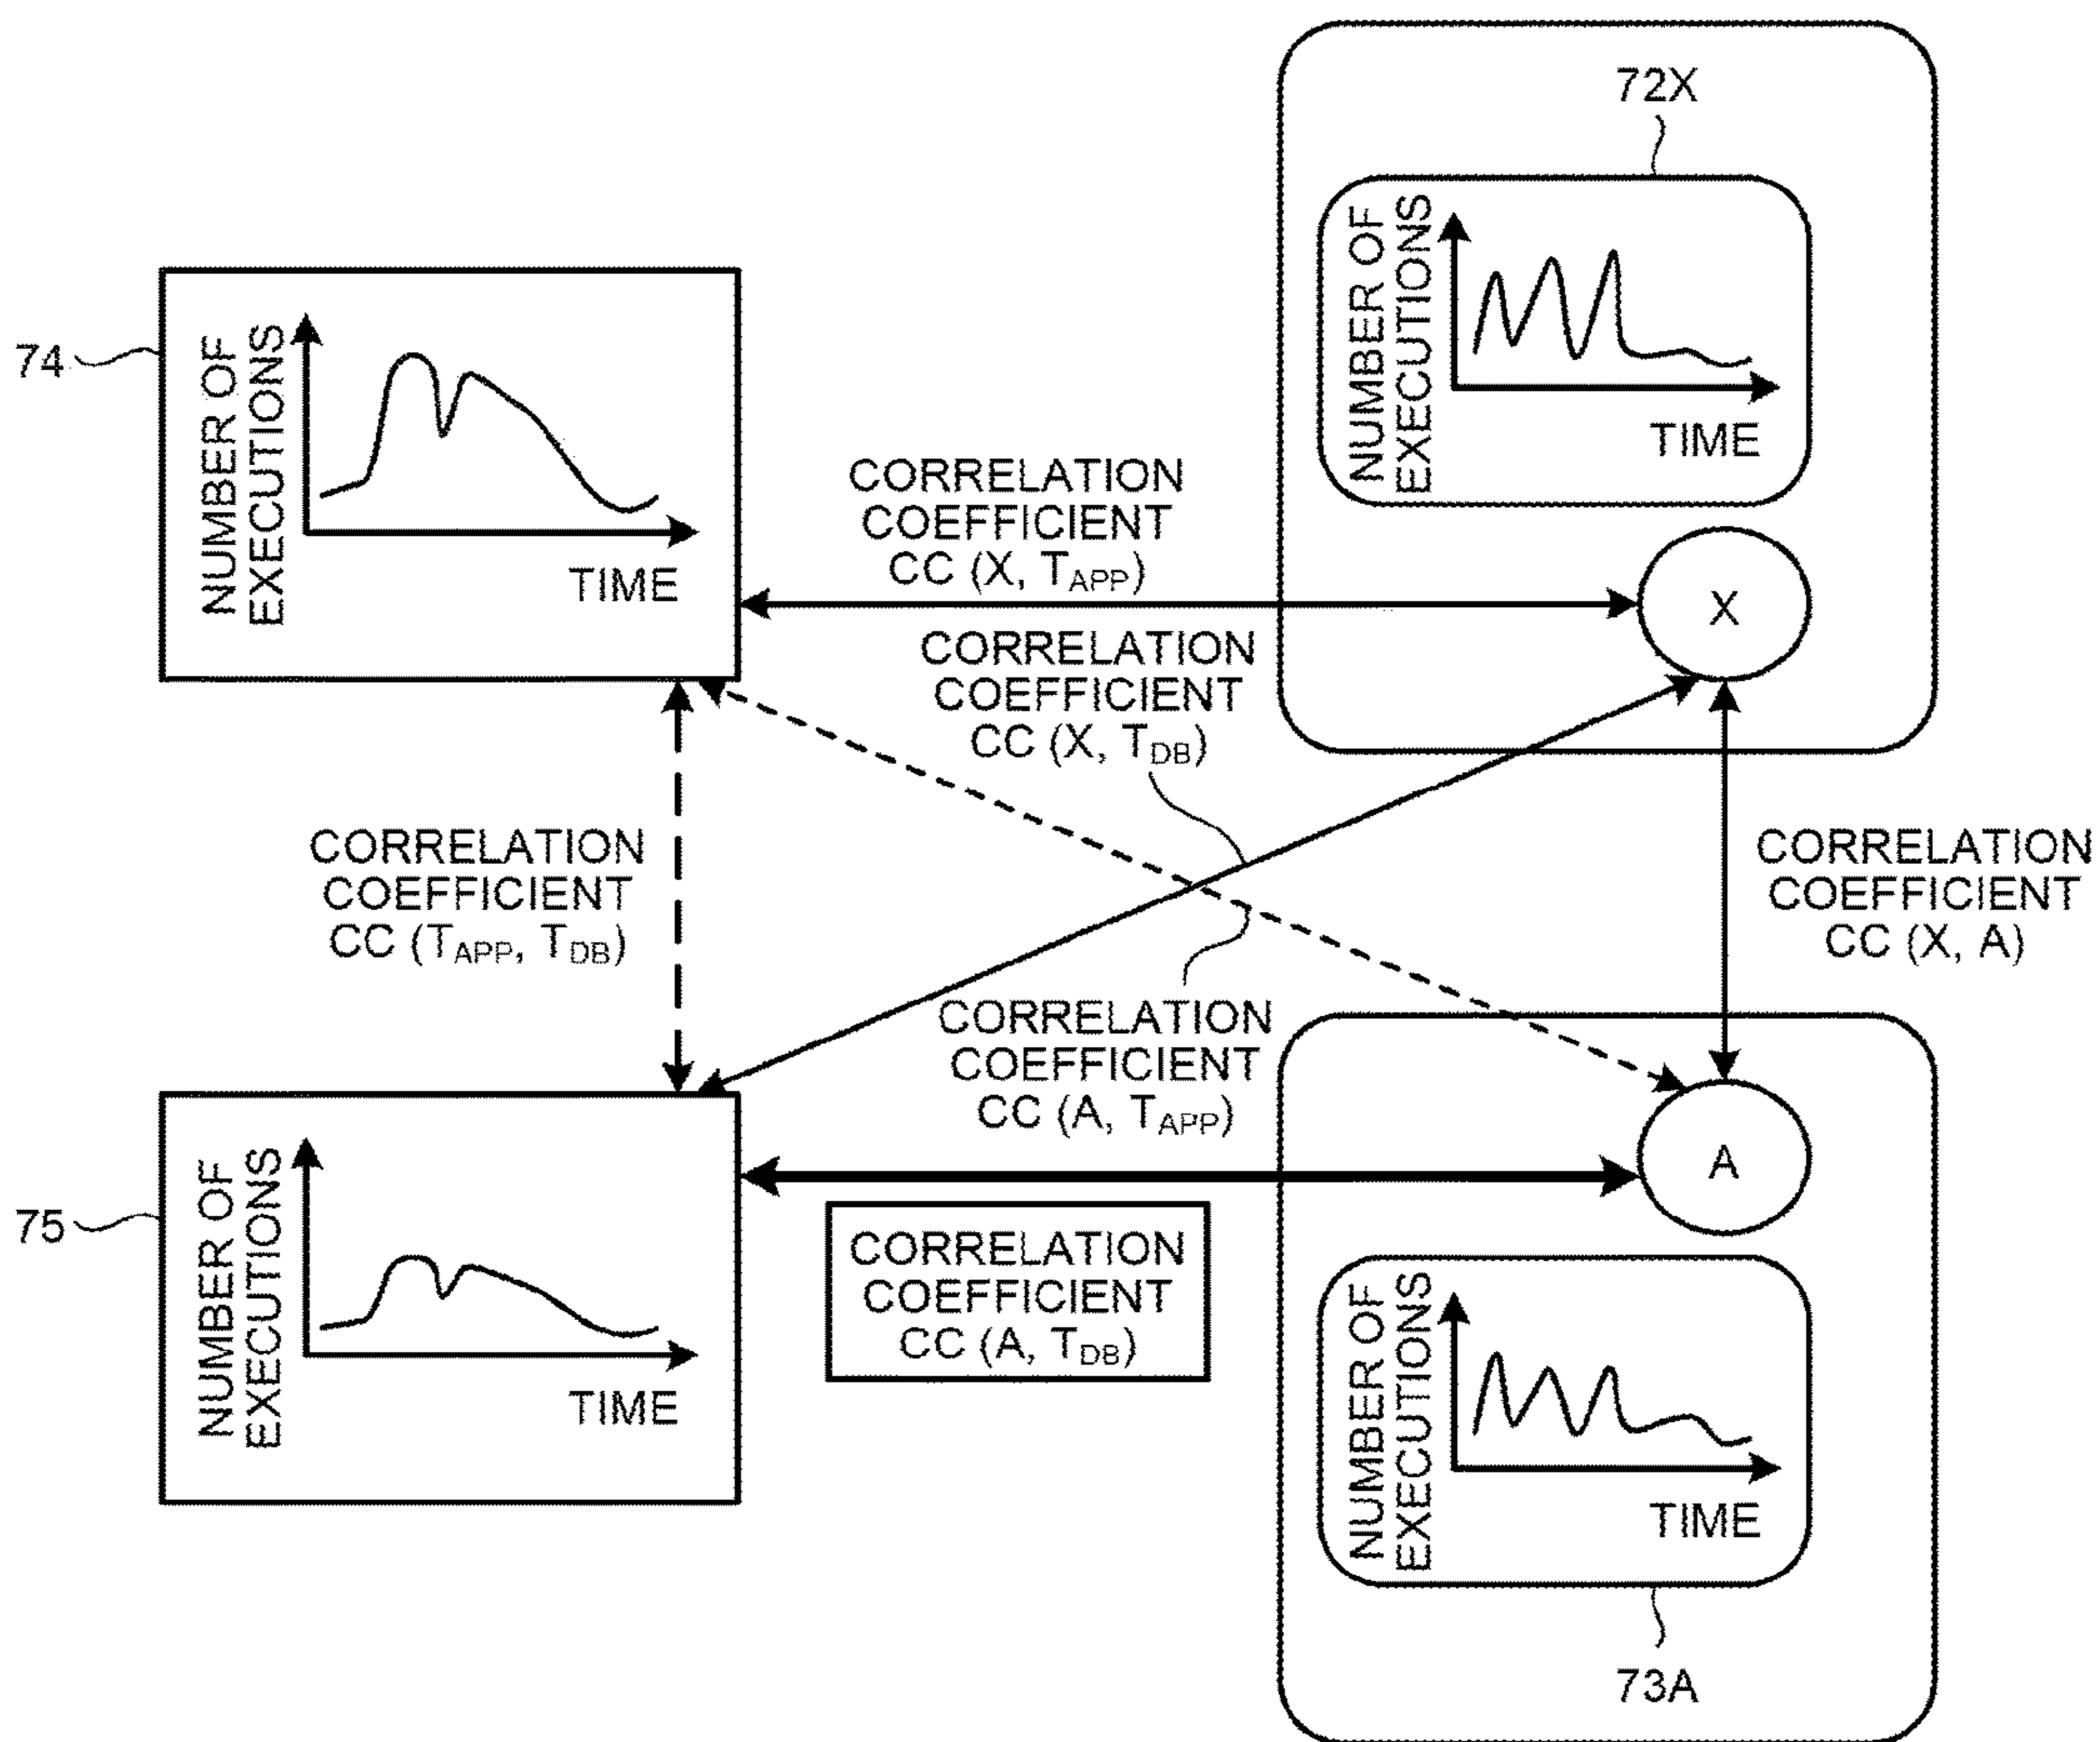 72X
NUMBER OF
EXECUTIONS
TIME
74
NUMBER OF
EXECUTIONS
TIME
CORRELATION
COEFFICIENT
CC (X, TAPP)
X
CORRELATION
COEFFICIENT
CC (X, TDB)
CORRELATION
COEFFICIENT
CC (TAPP, TDB)
CORRELATION
COEFFICIENT
CC (X, A)
CORRELATION
COEFFICIENT
CC (A, TAPP)
A
75
NUMBER OF
EXECUTIONS
TIME
CORRELATION
COEFFICIENT
CC (A, TDB)
NUMBER OF
EXECUTIONS
TIME
73A